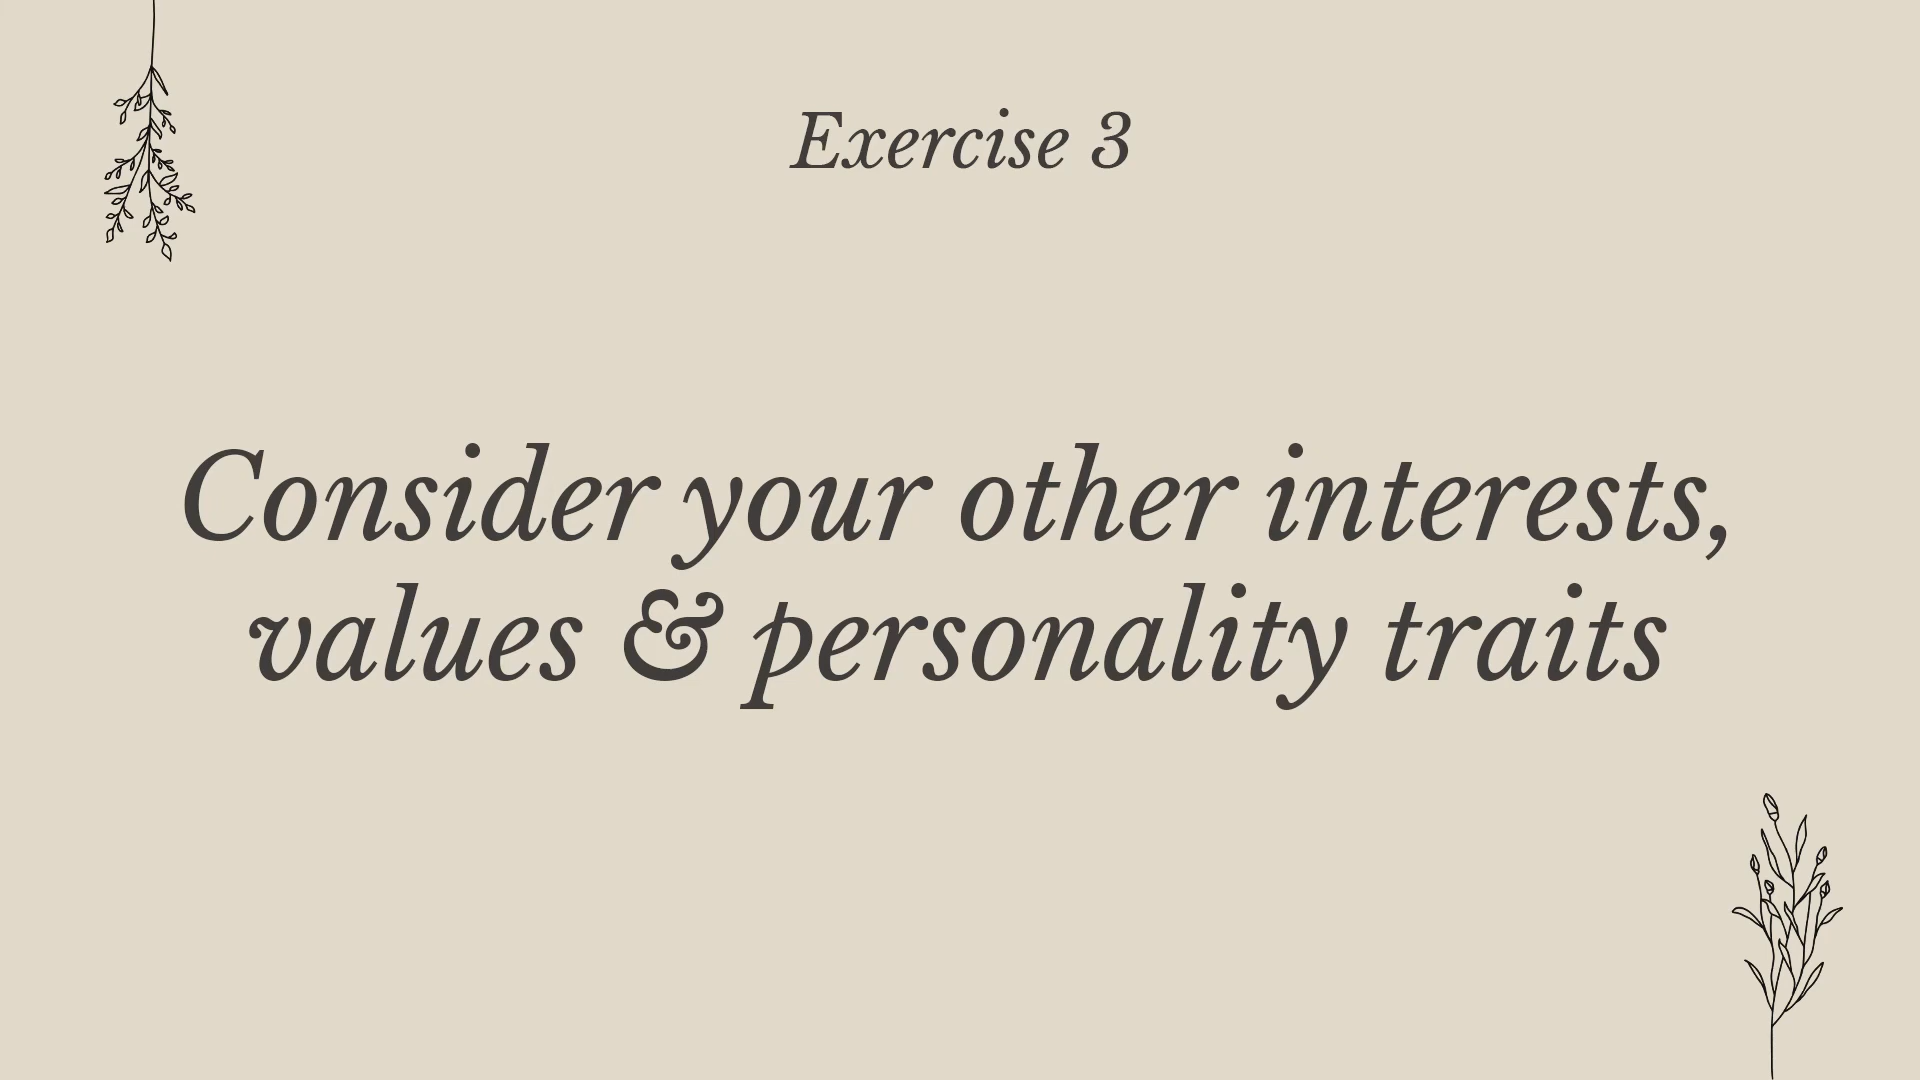 Exercise 3
Consider your other interests,
values & personality traits